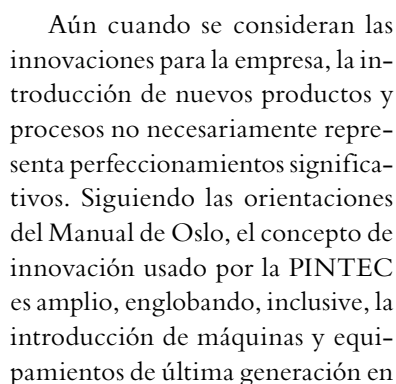 Aún cuando se consideran las
innovaciones para la empresa, la in-
troducción de nuevos productos y
procesos no necesariamente repre-
senta perfeccionamientos significa-
tivos. Siguiendo las orientaciones
del Manual de Oslo, el concepto de
innovación usado por la PINTEC
es amplio, englobando, inclusive, la
introducción de máquinas y equi-
pamientos de última generación en